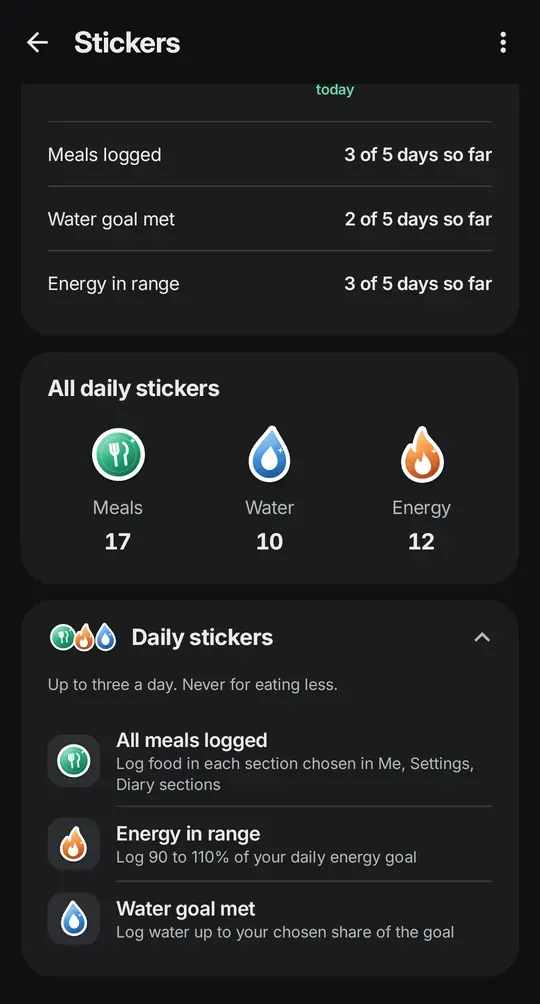 Stickers
today
Meals logged 3 of 5 days so far
Water goal met 2 of 5 days so far
Energy in range 3 of 5 days so far
All daily stickers
Meals Water Energy
17 10 12
Daily stickers
Up to three a day. Never for eating less.
All meals logged
Log food in each section chosen in Me, Settings,
Diary sections
Energy in range
Log 90 to 110% of your daily energy goal
Water goal met
Log water up to your chosen share of the goal